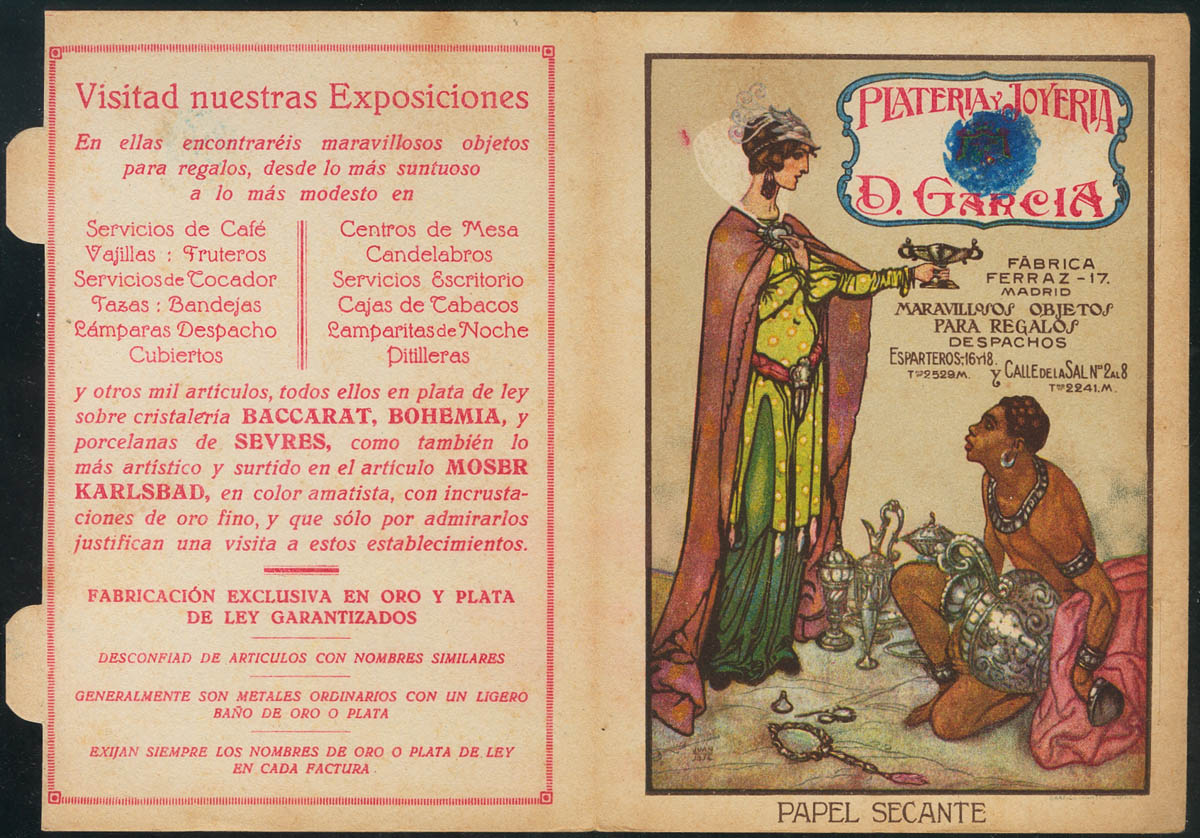 Visitad nuestras Exposiciones
En ellas encontraréis maravillosos objetos
para regalos, desde lo más suntuoso
a lo más modesto en
Servicios de Café
Vajillas : Fruteros
Servicios de Tocador
Tazas : Bandejas
Lámparas Despacho
Cubiertos
Centros de Mesa
Candelabros
Servicios Escritorio
Cajas de Tabacos
Lamparitas de Noche
Pitilleras
y otros mil artículos, todos ellos en plata de ley
sobre cristalería BACCARAT, BOHEMIA, y
porcelanas de SEVRES, como también lo
más artístico y surtido en el artículo MOSER
KARLSBAD, en color amatista, con incrusta-
ciones de oro fino, y que sólo por admirarlos
justifican una visita a estos establecimientos.
FABRICACIÓN EXCLUSIVA EN ORO Y PLATA
DE LEY GARANTIZADOS
DESCONFIAD DE ARTICULOS CON NOMBRES SIMILARES
GENERALMENTE SON METALES ORDINARIOS CON UN LIGERO
BAÑO DE ORO O PLATA
EXIJAN SIEMPRE LOS NOMBRES DE ORO O PLATA DE LEY
EN CADA FACTURA
PLATERIA Y JOYERIA
D. GARCIA
FÁBRICA
FERRAZ - 17.
MADRID
MARAVILLOSOS OBJETOS
PARA REGALOS
DESPACHOS
ESPARTEROS,-16 Y 18.
Tno 2529 M.
Y CALLE DE LA SAL Nos 2 AL 8
Tno 2241. M.
JUAN
JOSE
PAPEL SECANTE